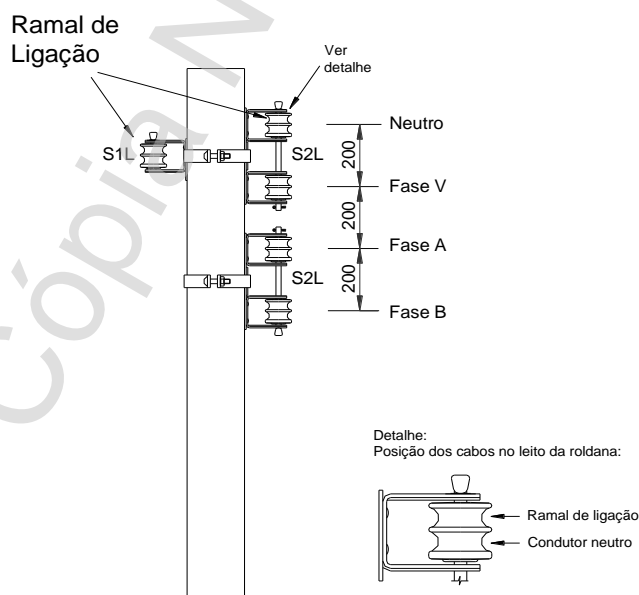 Ramal de
Ligação
Ver
detalhe
Neutro
S1L
S2L
200
Fase V
200
Fase A
S2L
200
Fase B
Cópia N
Detalhe:
Posição dos cabos no leito da roldana:
Ramal de ligação
Condutor neutro